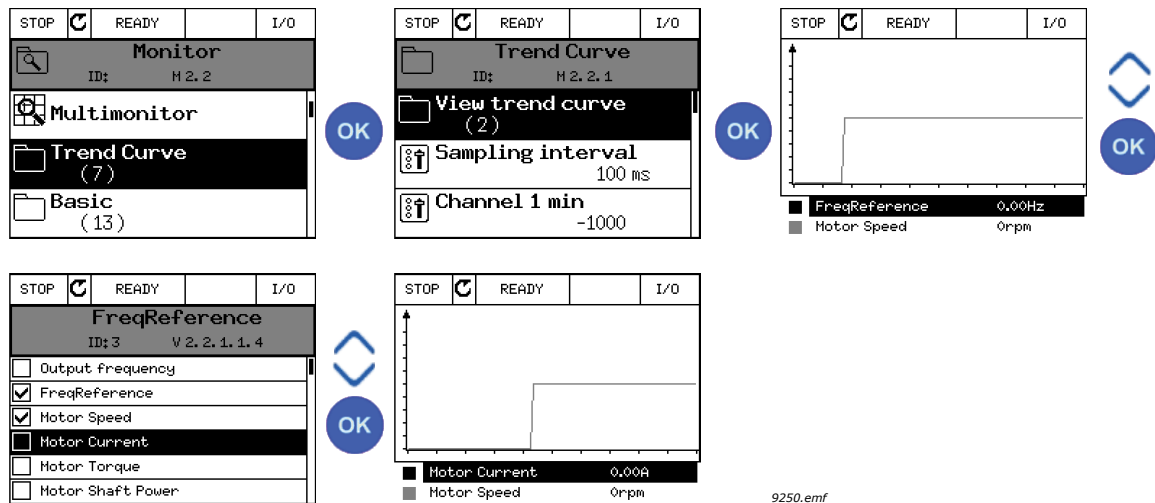 STOP READY I/O
Monitor
ID: M2.2
Multimonitor
Trend Curve
(7)
Basic
(13)
OK
STOP READY I/O
Trend Curve
ID: M2.2.1
View trend curve
(2)
Sampling interval
100 ms
Channel 1 min
-1000
OK
STOP READY I/O
FreqReference 0.00Hz
Motor Speed 0rpm
OK
STOP READY I/O
FreqReference
ID:3 V2.2.1.1.4
Output frequency
FreqReference
Motor Speed
Motor Current
Motor Torque
Motor Shaft Power
OK
STOP READY I/O
Motor Current 0.00A
Motor Speed 0rpm
9250.emf